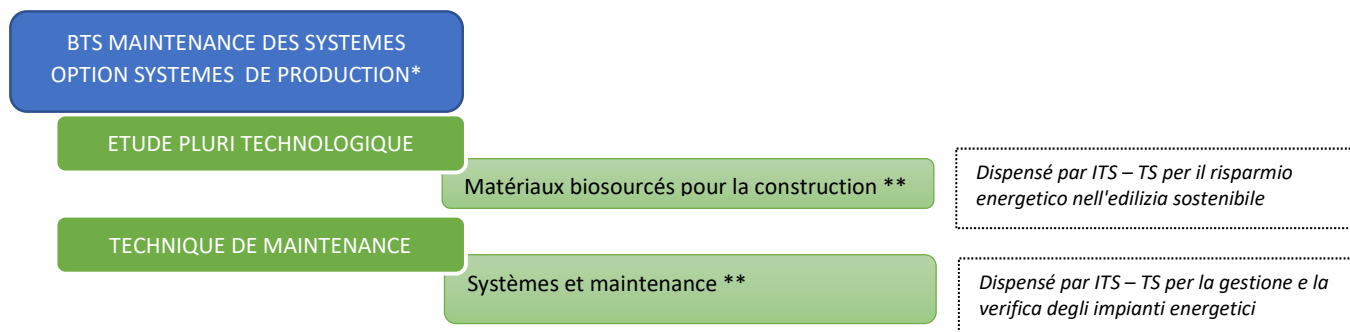 BTS MAINTENANCE DES SYSTEMES
OPTION SYSTEMES DE PRODUCTION*
ETUDE PLURI TECHNOLOGIQUE
Matériaux biosourcés pour la construction **
Dispensé par ITS – TS per il risparmio
energetico nell'edilizia sostenibile
TECHNIQUE DE MAINTENANCE
Systèmes et maintenance **
Dispensé par ITS – TS per la gestione e la
verifica degli impianti energetici